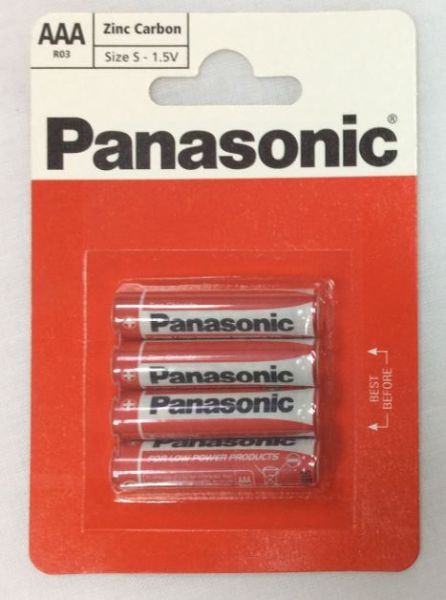 AAA
R03
Zinc Carbon
Size S - 1.5V
Panasonic®
Panasonic
Panasonic
Panasonic
Panasonic
FOR LOW POWER PRODUCTS
AAA
BEST
BEFORE